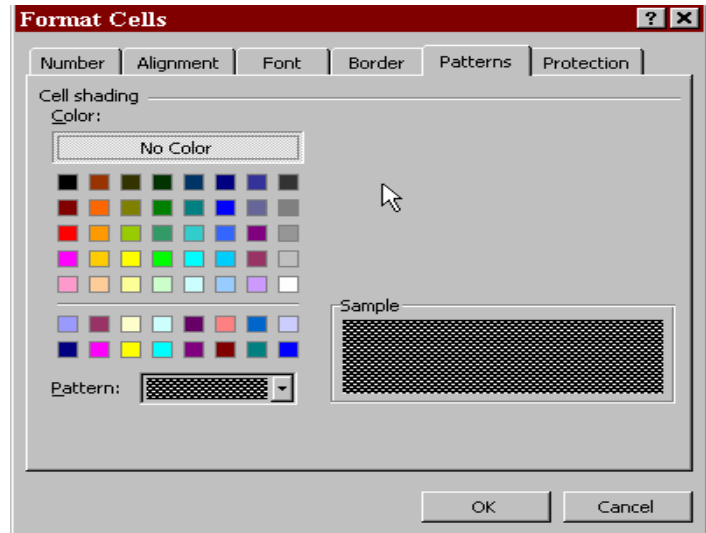 Format Cells ? X
Number Alignment Font Border Patterns Protection
Cell shading
Color:
No Color
Sample
Pattern:
OK Cancel